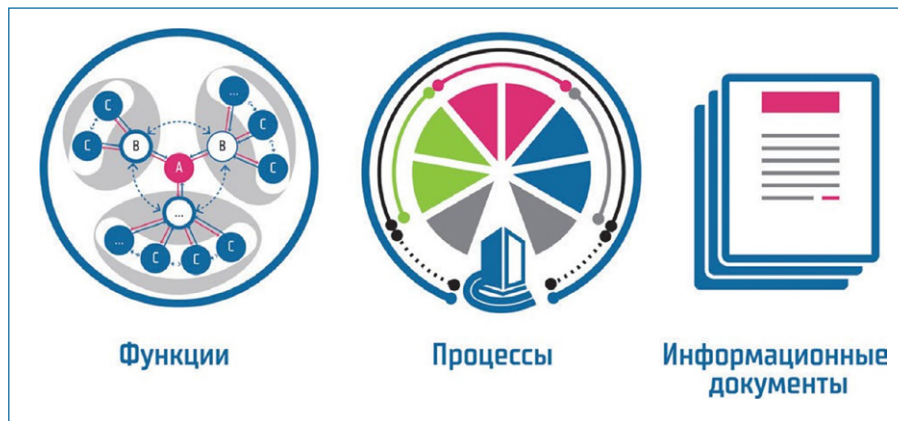 ...
C
C
C
B
B
A
C
...
...
C
C
C
Функции
Процессы
Информационные
документы